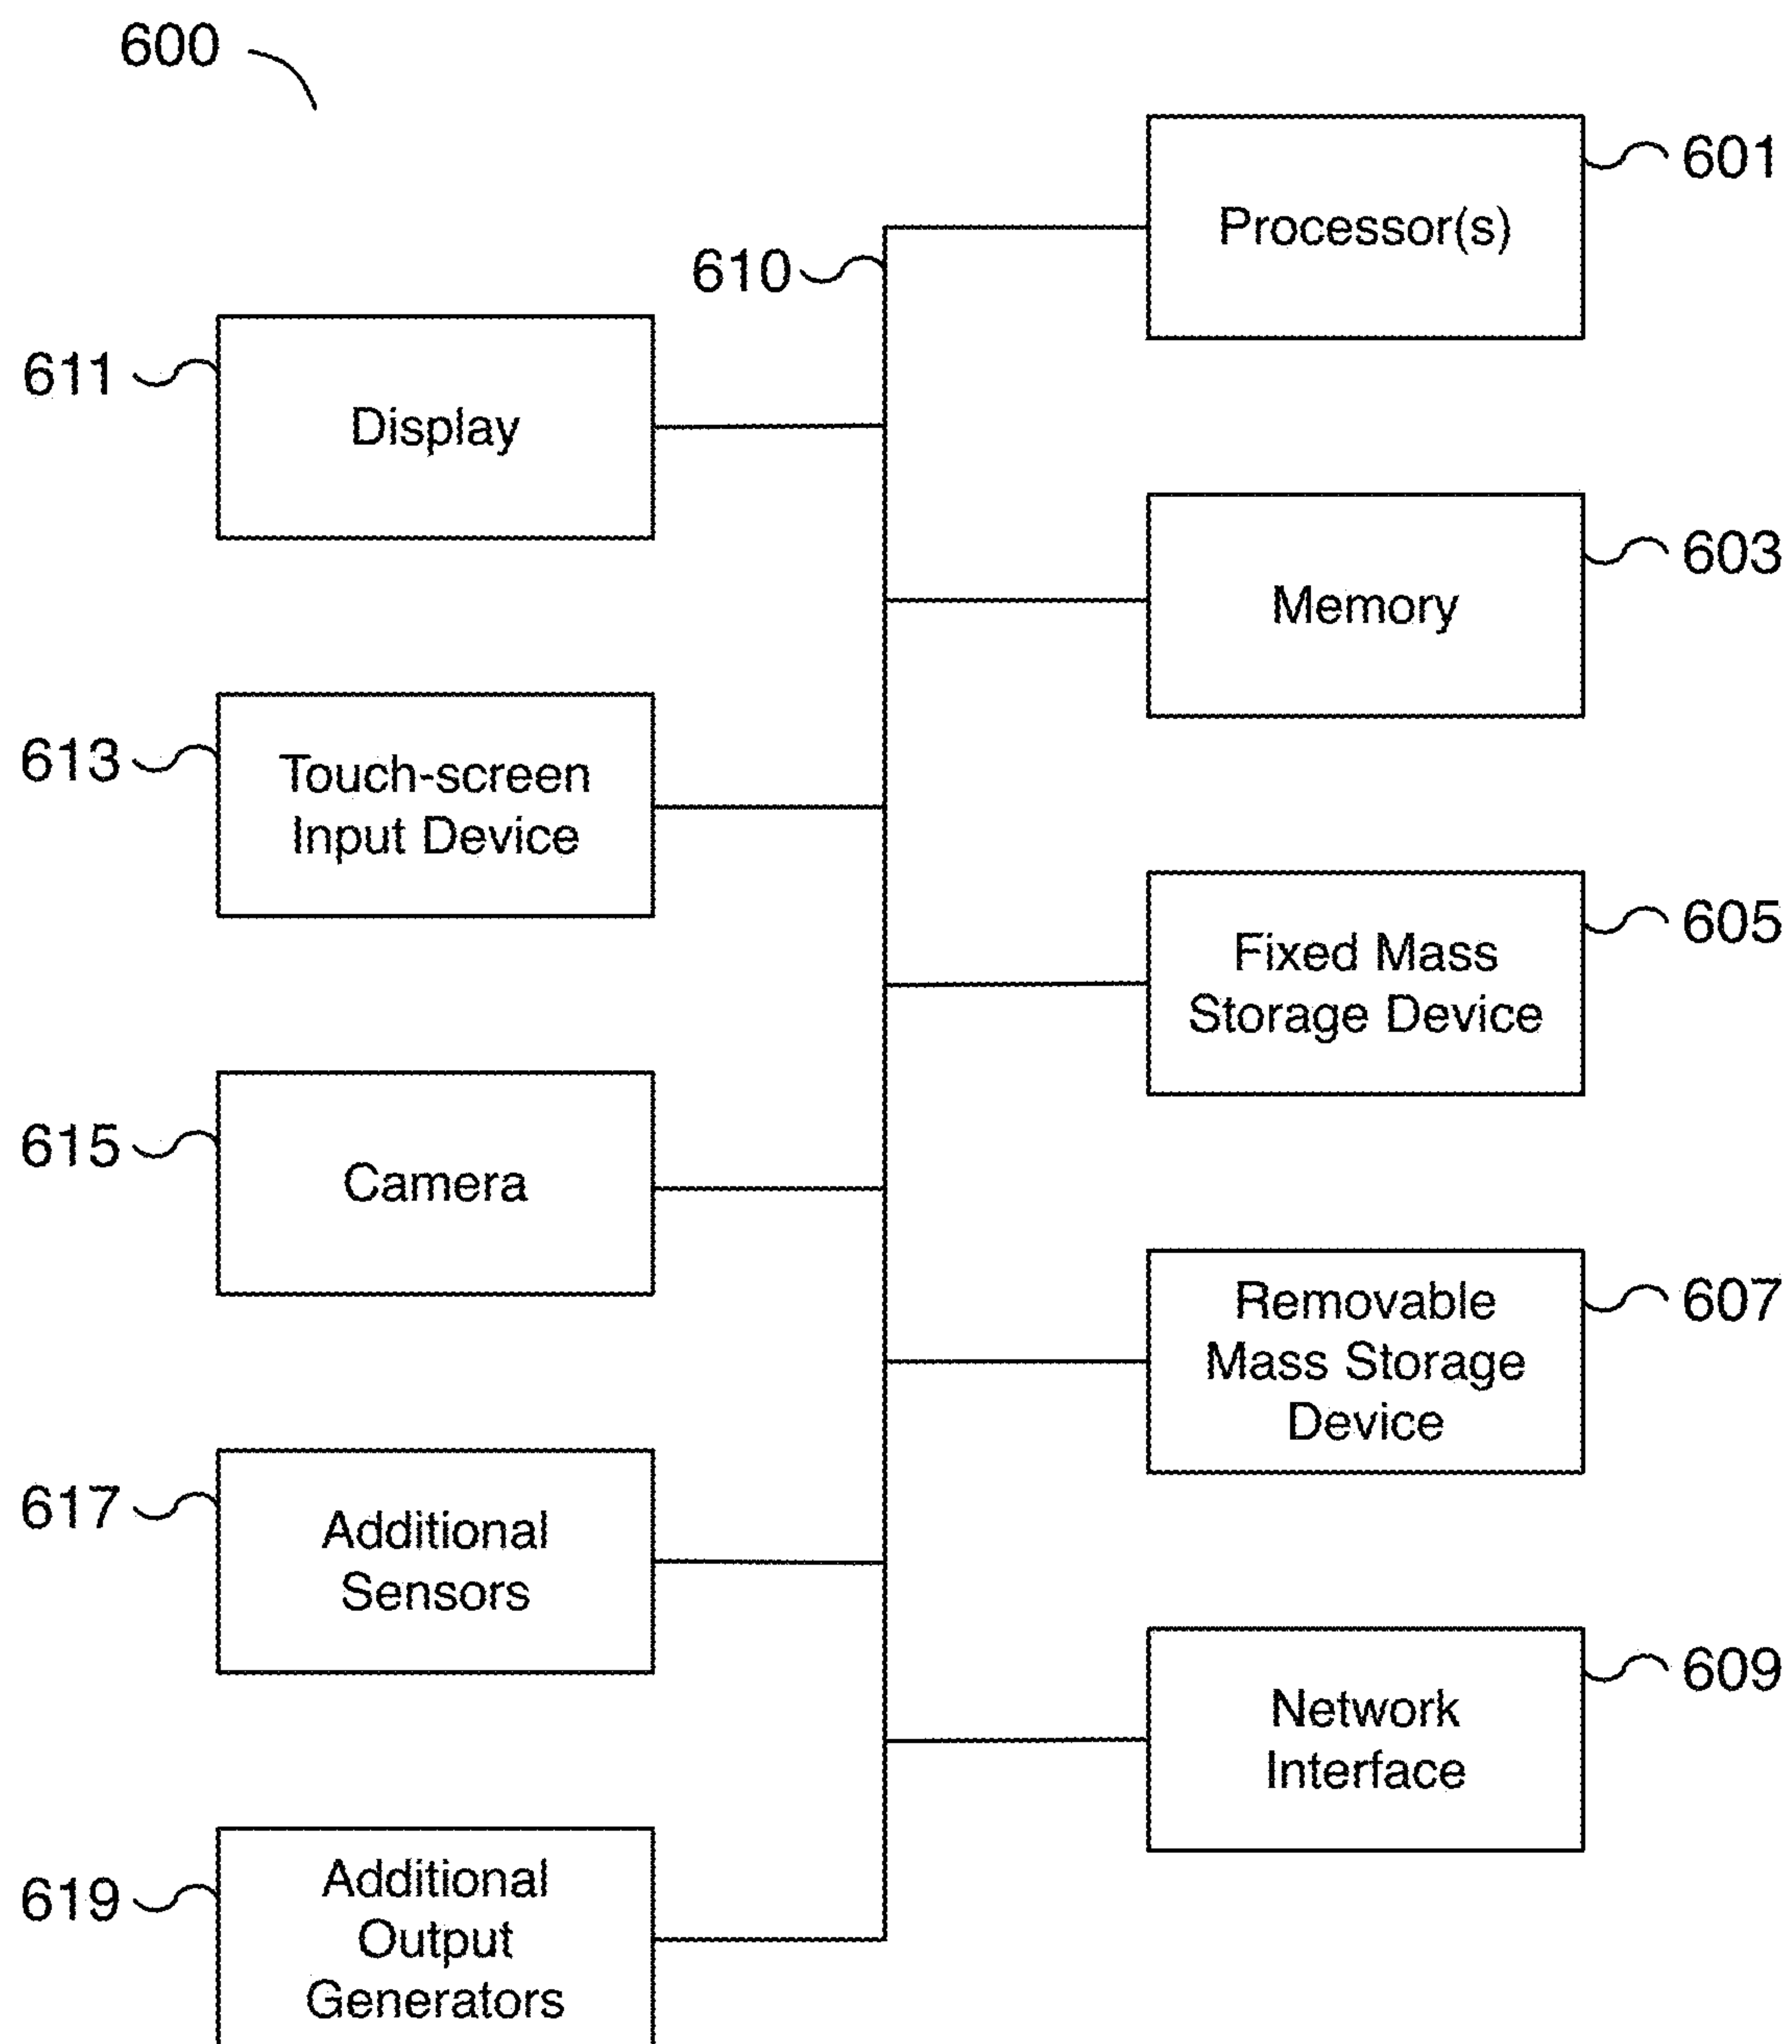 600
601
Processor(s)
610
611
Display
603
Memory
613
Touch-screen
Input Device
605
Fixed Mass
Storage Device
615
Camera
607
Removable
Mass Storage
Device
617
Additional
Sensors
609
Network
Interface
619
Additional
Output
Generators